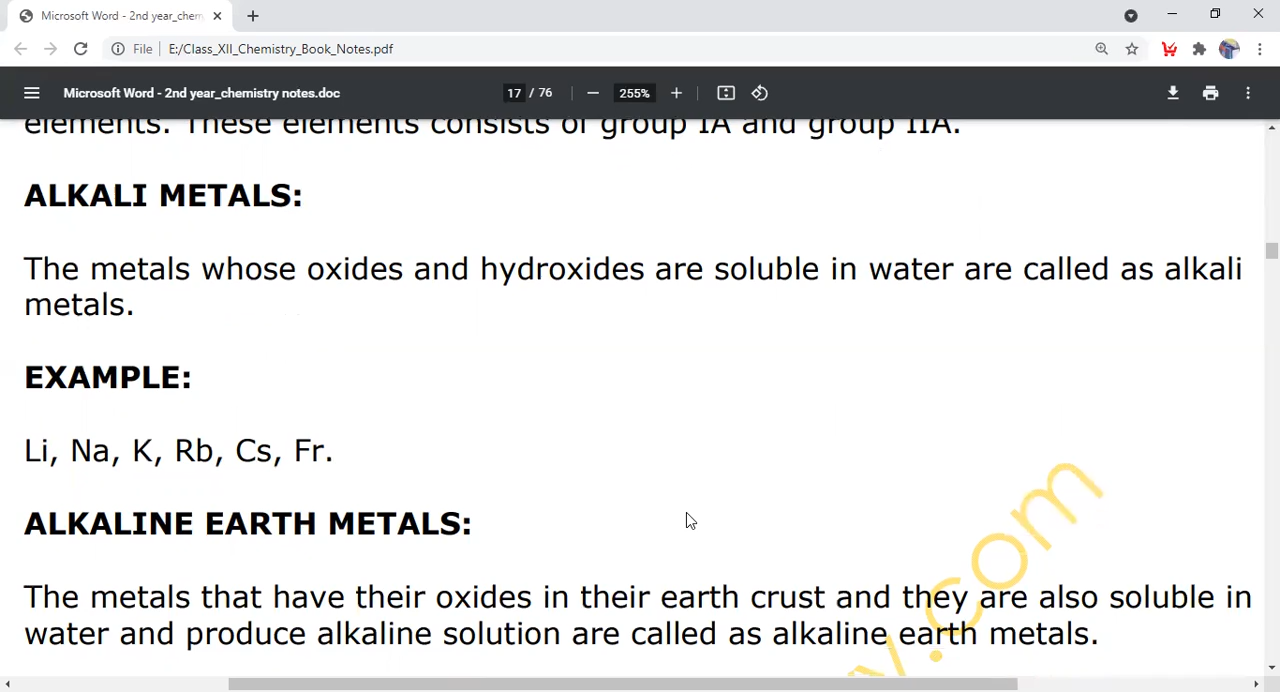 Microsoft Word - 2nd year_chem
File E:/Class_XII_Chemistry_Book_Notes.pdf
Microsoft Word - 2nd year_chemistry notes.doc 17 / 76 255%
elements. These elements consists of group IA and group IIA.
ALKALI METALS:
The metals whose oxides and hydroxides are soluble in water are called as alkali
metals.
EXAMPLE:
Li, Na, K, Rb, Cs, Fr.
ALKALINE EARTH METALS:
The metals that have their oxides in their earth crust and they are also soluble in
water and produce alkaline solution are called as alkaline earth metals.
y.com